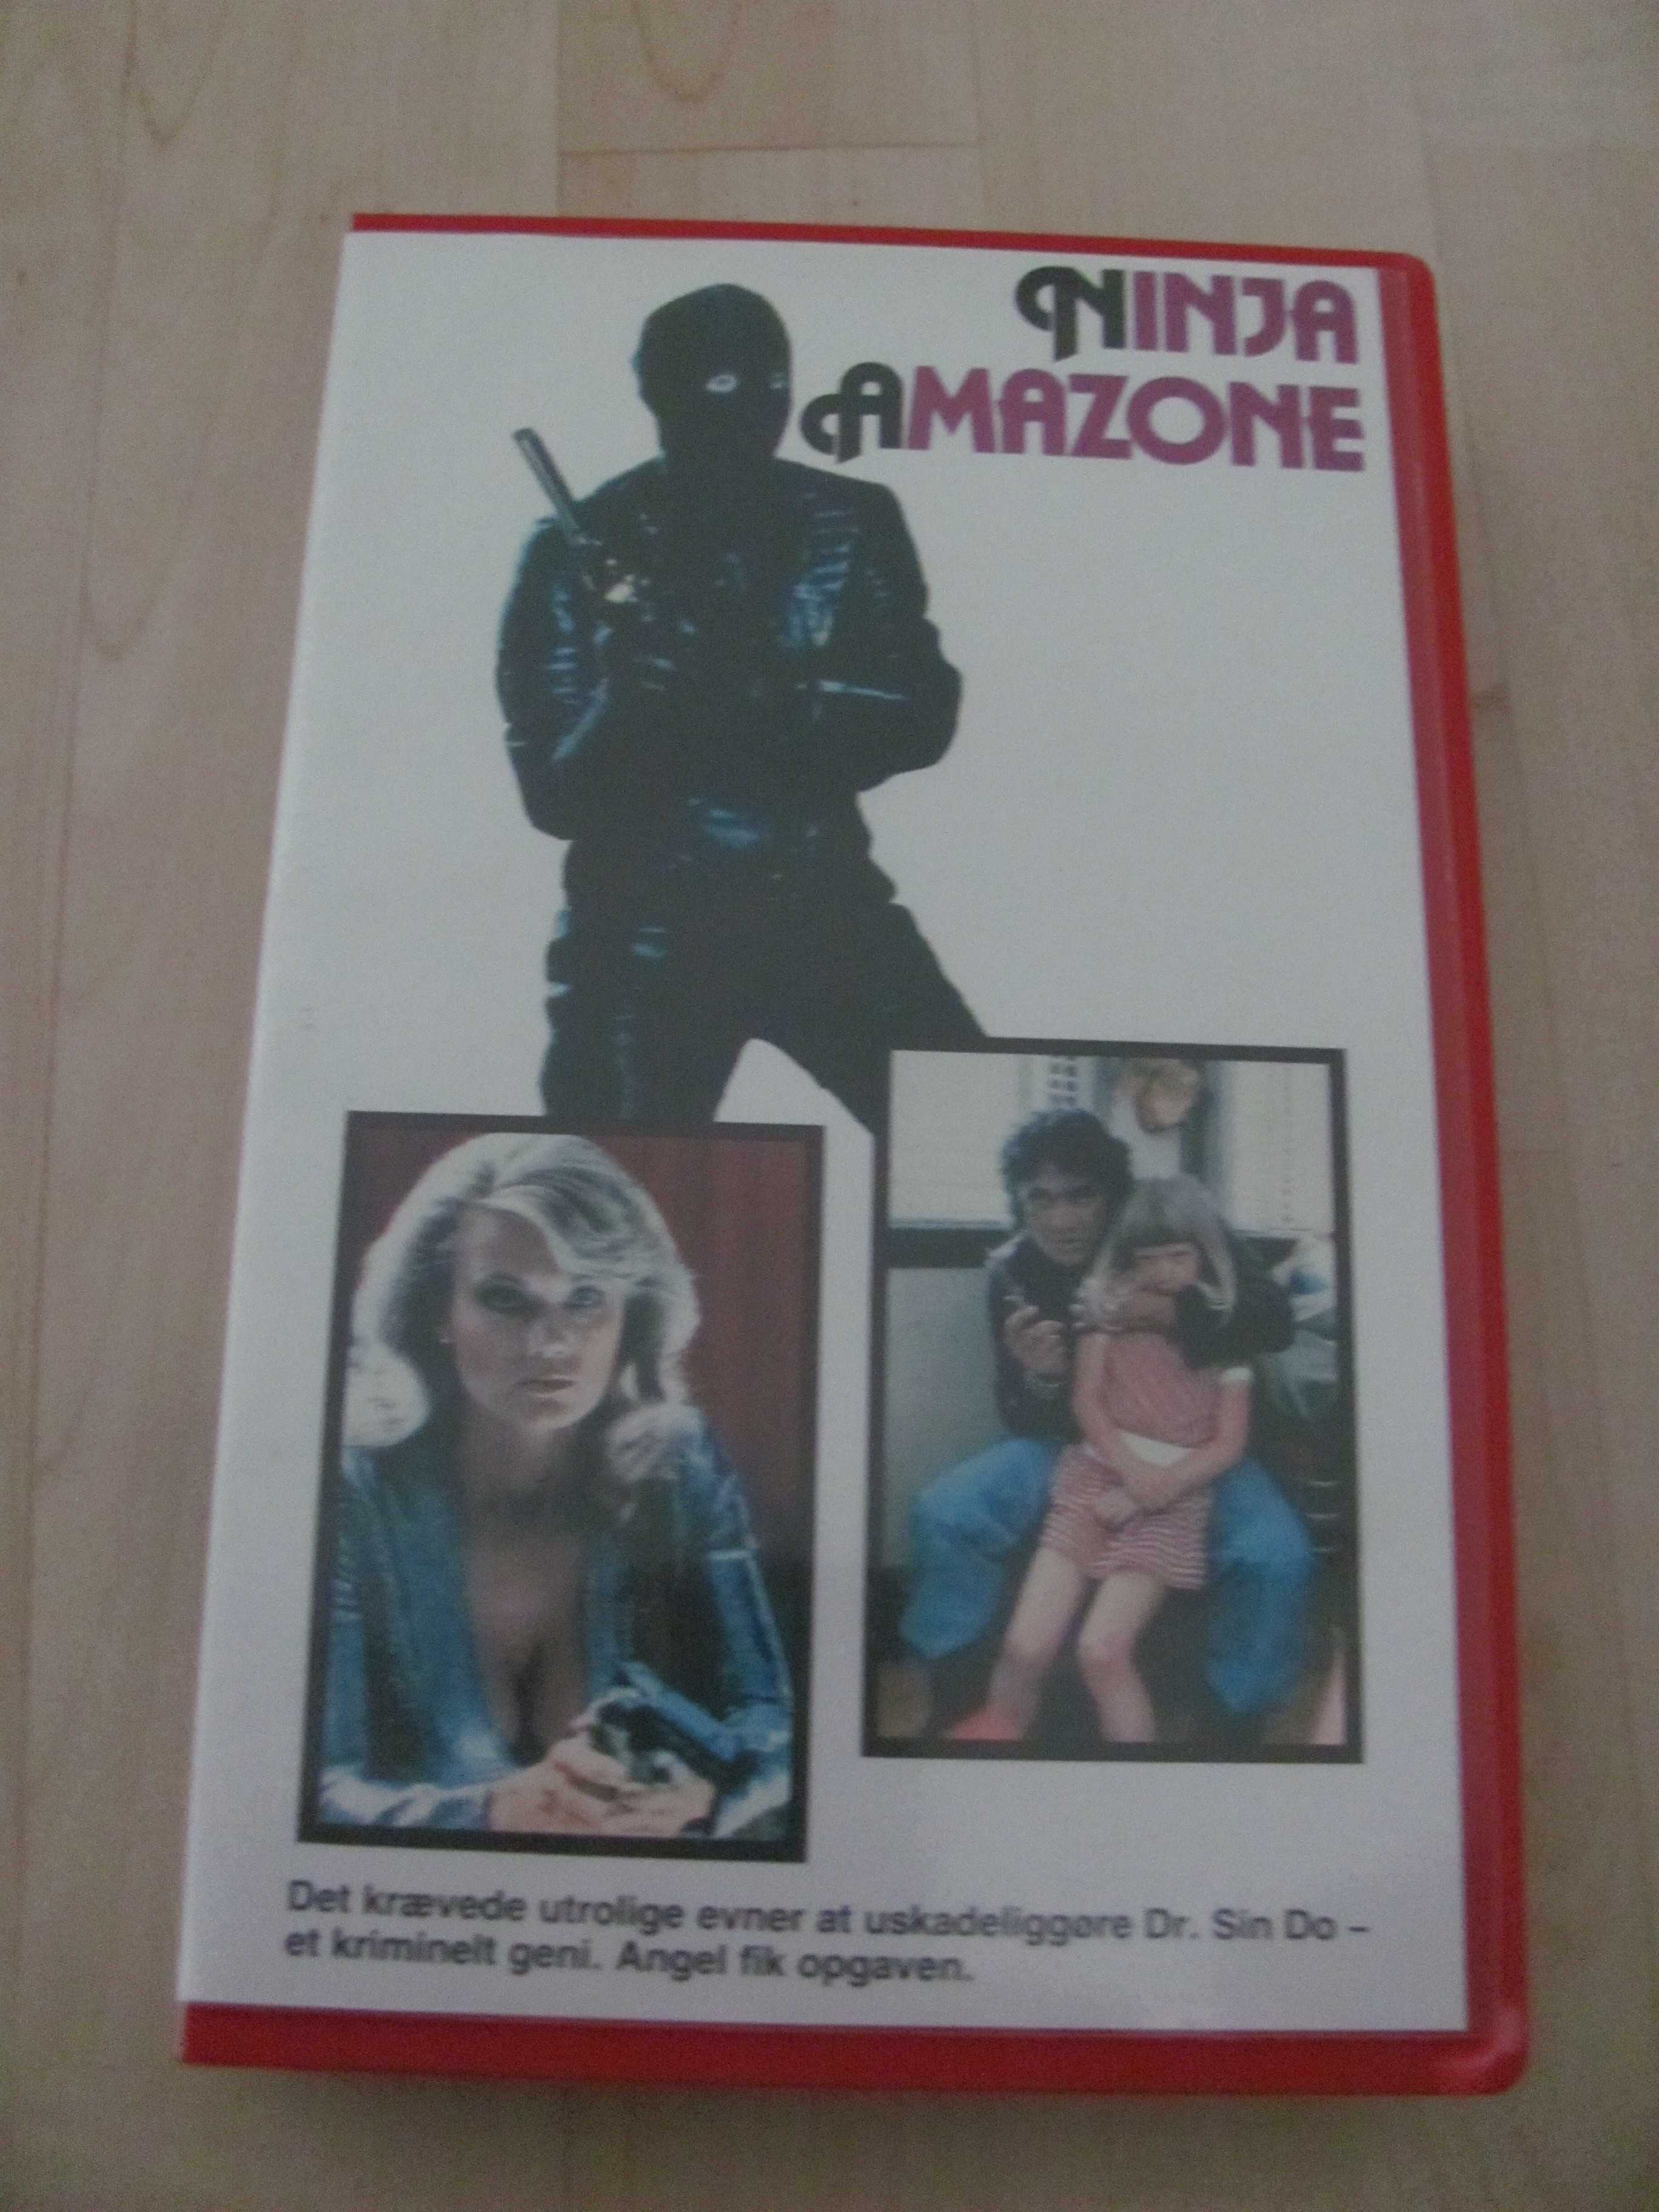 NINJA
AMAZONE
Det krævede utrolige evner at uskadeliggøre Dr. Sin Do –
et kriminelt geni. Angel fik opgaven.